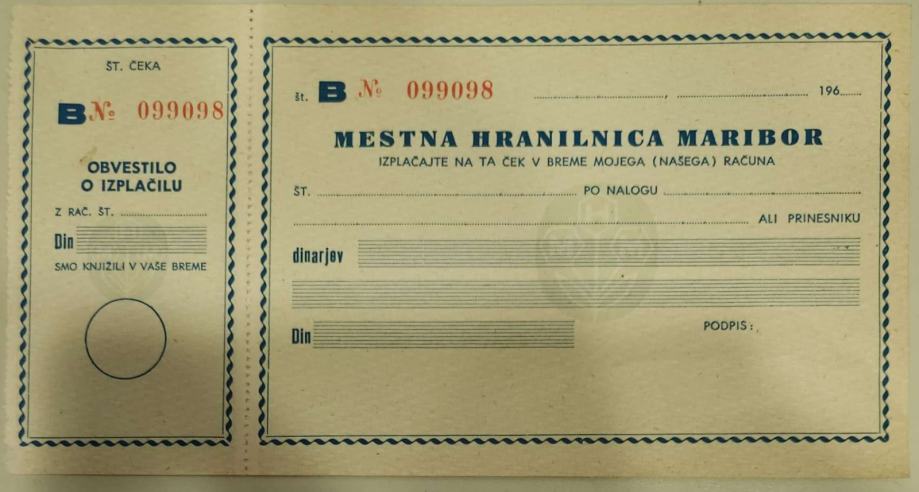 ŠT. ČEKA
B № 099098
OBVESTILO
O IZPLAČILU
Z RAČ. ŠT.
Din
SMO KNJIŽILI V VAŠE BREME
št. B № 099098 , 196
MESTNA HRANILNICA MARIBOR
IZPLAČAJTE NA TA ČEK V BREME MOJEGA (NAŠEGA) RAČUNA
ŠT. PO NALOGU
ALI PRINESNIKU
dinarjev
Din
PODPIS: